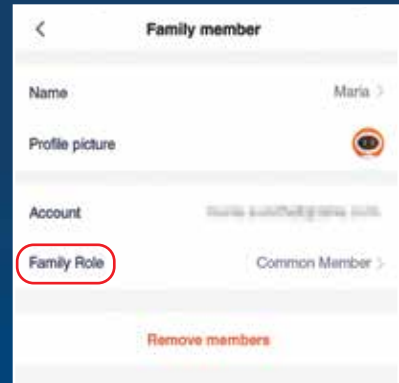 Family member
Name Maria
Profile picture
Account
Family Role Common Member
Remove members